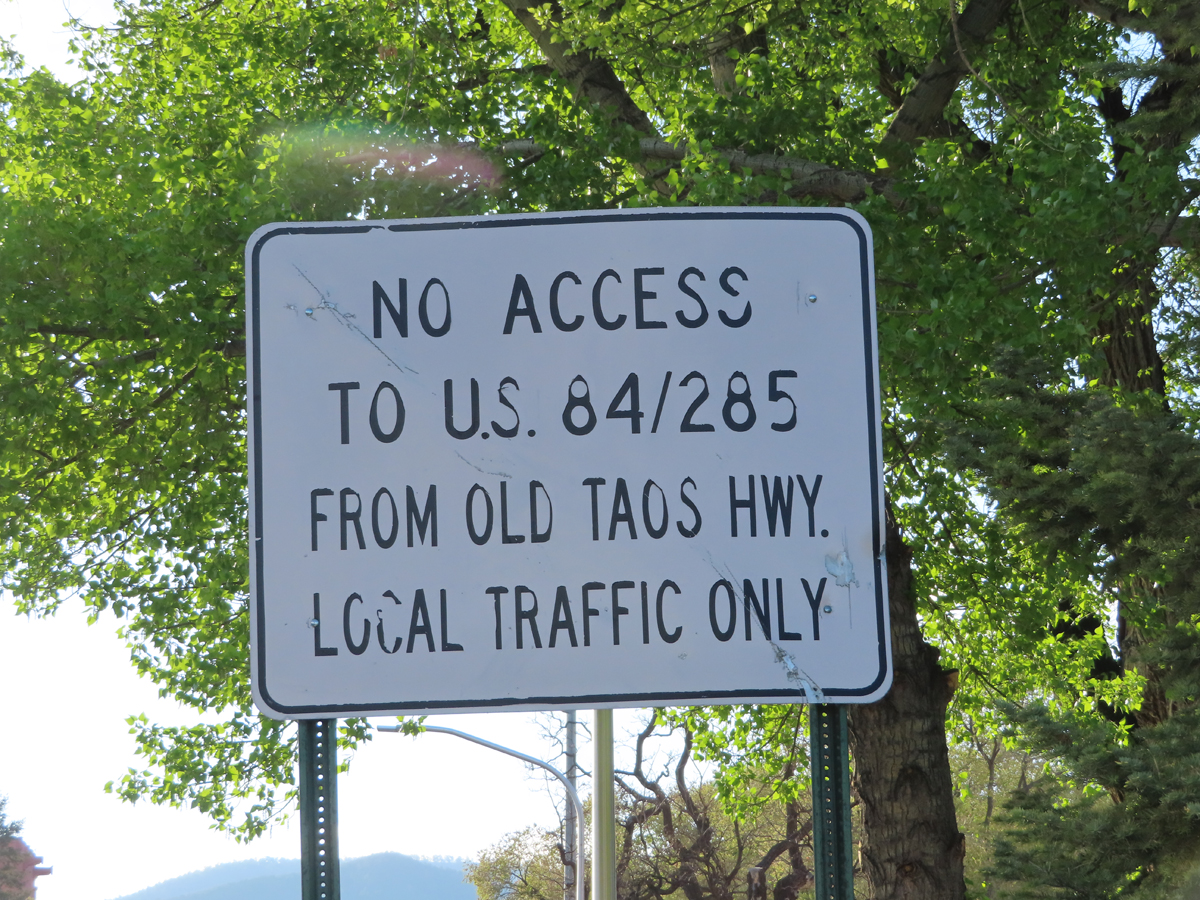 NO ACCESS
TO U.S. 84/285
FROM OLD TAOS HWY.
LOCAL TRAFFIC ONLY